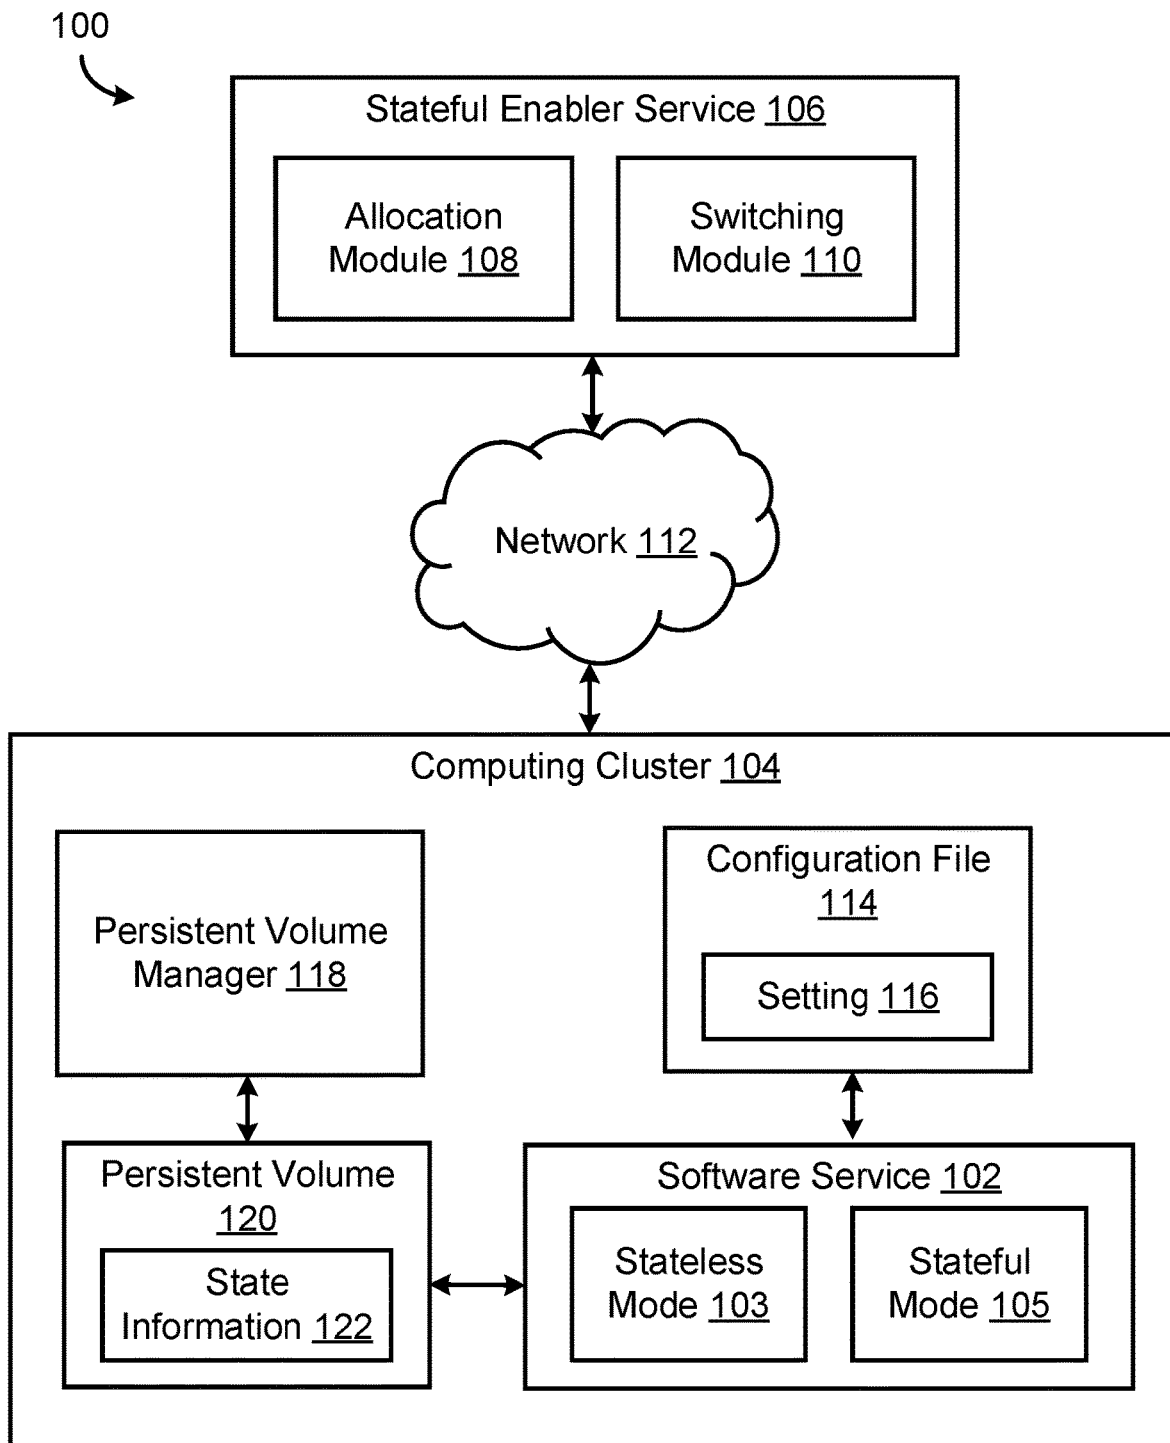 100
Stateful Enabler Service 106
Allocation
Module 108
Switching
Module 110
Network 112
Computing Cluster 104
Persistent Volume
Manager 118
Configuration File
114
Setting 116
Persistent Volume
120
State
Information 122
Software Service 102
Stateless
Mode 103
Stateful
Mode 105